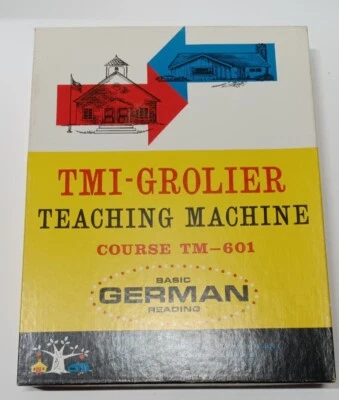 TMI-GROLIER
TEACHING MACHINE
COURSE TM-601
BASIC
GERMAN
READING